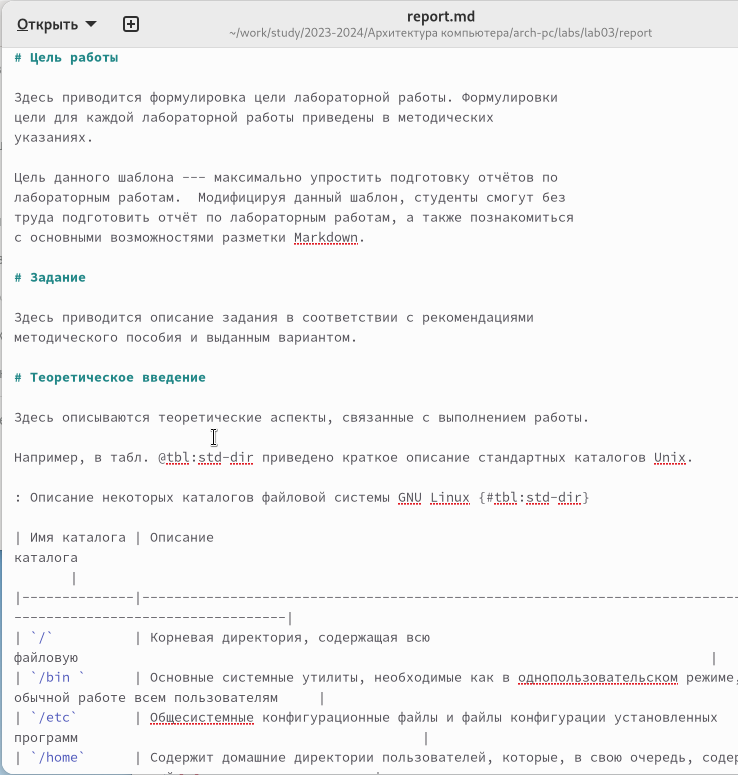 Открыть
report.md
~/work/study/2023-2024/Архитектура компьютера/arch-pc/labs/lab03/report
# Цель работы
Здесь приводится формулировка цели лабораторной работы. Формулировки
цели для каждой лабораторной работы приведены в методических
указаниях.
Цель данного шаблона --- максимально упростить подготовку отчётов по
лабораторным работам.  Модифицируя данный шаблон, студенты смогут без
труда подготовить отчёт по лабораторным работам, а также познакомиться
с основными возможностями разметки Markdown.
# Задание
Здесь приводится описание задания в соответствии с рекомендациями
методического пособия и выданным вариантом.
# Теоретическое введение
Здесь описываются теоретические аспекты, связанные с выполнением работы.
Например, в табл. @tbl:std-dir приведено краткое описание стандартных каталогов Unix.
: Описание некоторых каталогов файловой системы GNU Linux {#tbl:std-dir}
| Имя каталога | Описание
каталога
|
|--------------|--------------------------------------------------------------------------
----------------------------------|
| `/`          | Корневая директория, содержащая всю
файловую |
| `/bin `      | Основные системные утилиты, необходимые как в однопользовательском режиме,
обычной работе всем пользователям |
| `/etc`       | Общесистемные конфигурационные файлы и файлы конфигурации установленных
программ |
| `/home`      | Содержит домашние директории пользователей, которые, в свою очередь,